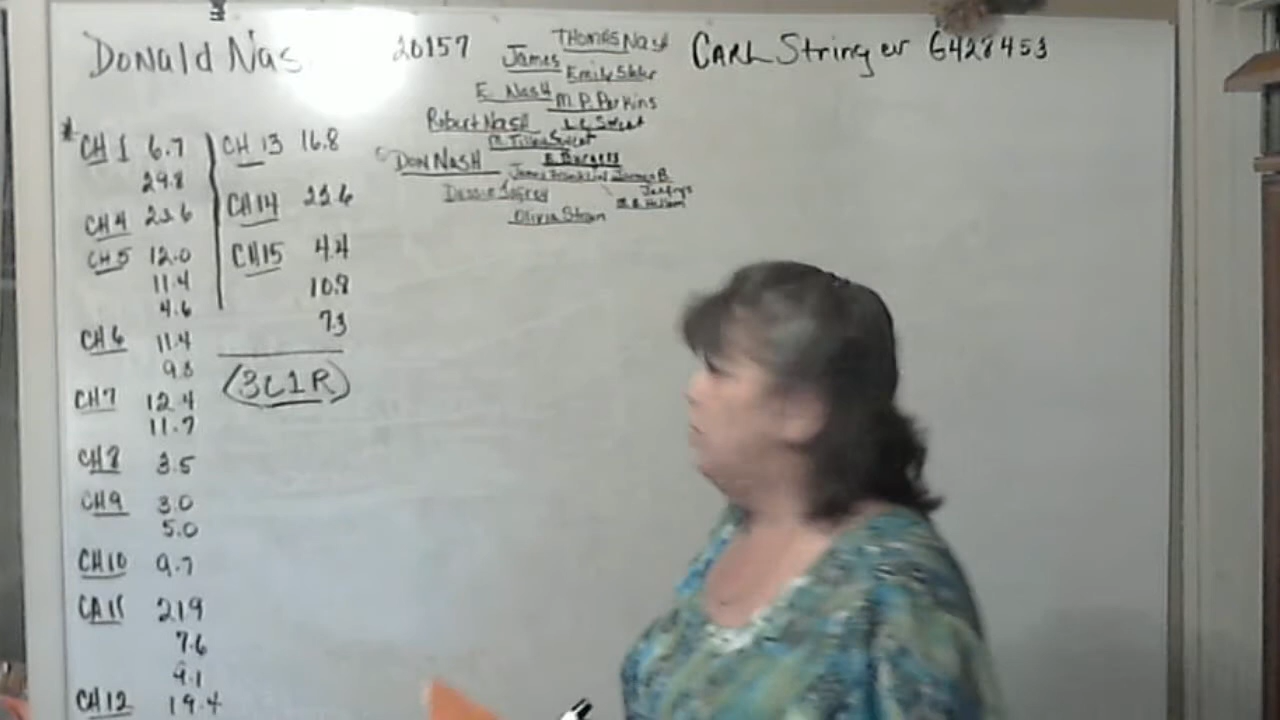 Donald Nas
20157
Thomas Nash
James
Emily
E. Nash
M. P. Perkins
Robert Nash
Don Nash
E Burgess
James Franklin James B.
Olivia
CARL Stringer 6428453
CH 1 6.7
29.8
CH 4 23.6
CH 5 12.0
11.4
4.6
CH 6 11.4
9.8
CH 7 12.4
11.7
CH 8 3.5
CH 9 3.0
5.0
CH 10 9.7
CH 11 21.9
7.6
9.1
CH 12 19.4
CH 13 16.8
CH 14 23.6
CH 15 4.4
10.8
7.3
(3C1R)